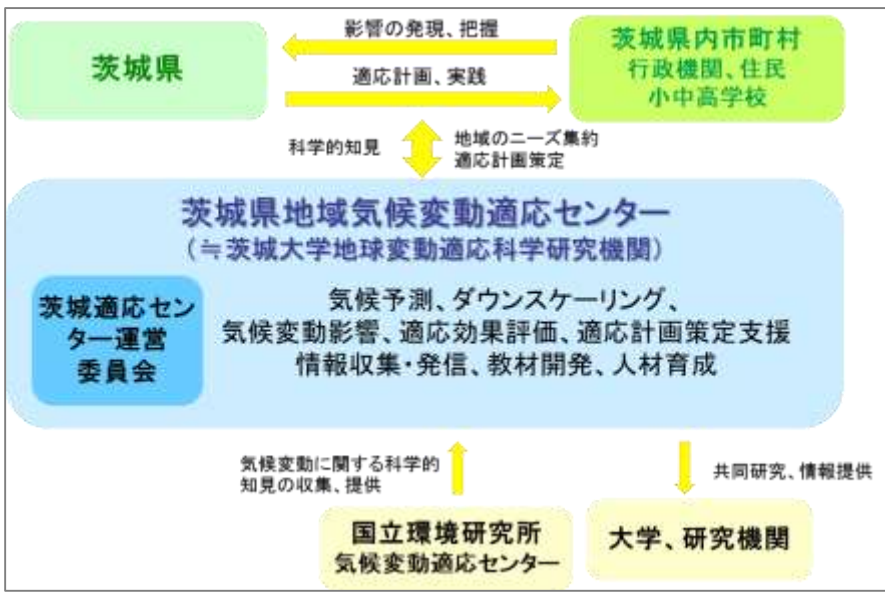 影響の発現、把握
茨城県
適応計画、実践
茨城県内市町村
行政機関、住民
小中高学校
科学的知見
地域のニーズ集約
適応計画策定
茨城県地域気候変動適応センター
（≒茨城大学地球変動適応科学研究機関）
茨城適応セン
ター運営
委員会
気候予測、ダウンスケーリング、
気候変動影響、適応効果評価、適応計画策定支援
情報収集・発信、教材開発、人材育成
気候変動に関する科学的
知見の収集、提供
共同研究、情報提供
国立環境研究所
気候変動適応センター
大学、研究機関